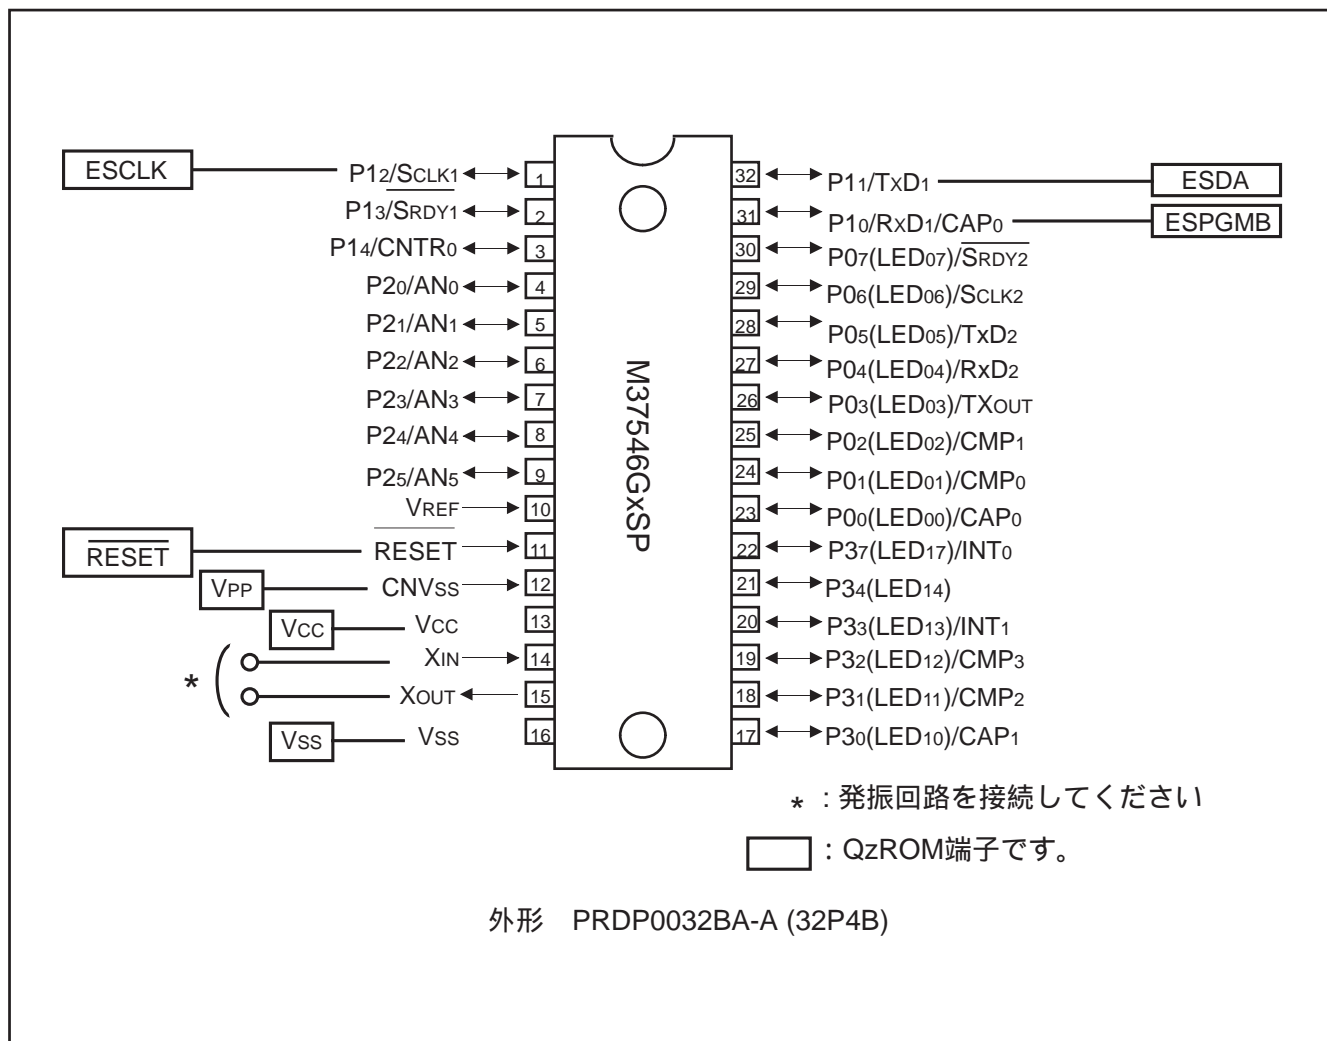 ESCLK P12/SCLK1 1 32 P11/TXD1 ESDA
P13/SRDY1 2 31 P10/RXD1/CAP0 ESPGMB
P14/CNTR0 3 30 P07(LED07)/SRDY2
P20/AN0 4 29 P06(LED06)/SCLK2
P21/AN1 5 28 P05(LED05)/TxD2
P22/AN2 6 27 P04(LED04)/RxD2
P23/AN3 7 26 P03(LED03)/TXOUT
P24/AN4 8 25 P02(LED02)/CMP1
P25/AN5 9 24 P01(LED01)/CMP0
VREF 10 23 P00(LED00)/CAP0
RESET RESET 11 22 P37(LED17)/INT0
VPP CNVSS 12 21 P34(LED14)
VCC VCC 13 20 P33(LED13)/INT1
XIN 14 19 P32(LED12)/CMP3
* XOUT 15 18 P31(LED11)/CMP2
VSS VSS 16 17 P30(LED10)/CAP1
M37546GxSP
* : 発振回路を接続してください
: QzROM端子です。
外形 PRDP0032BA-A (32P4B)